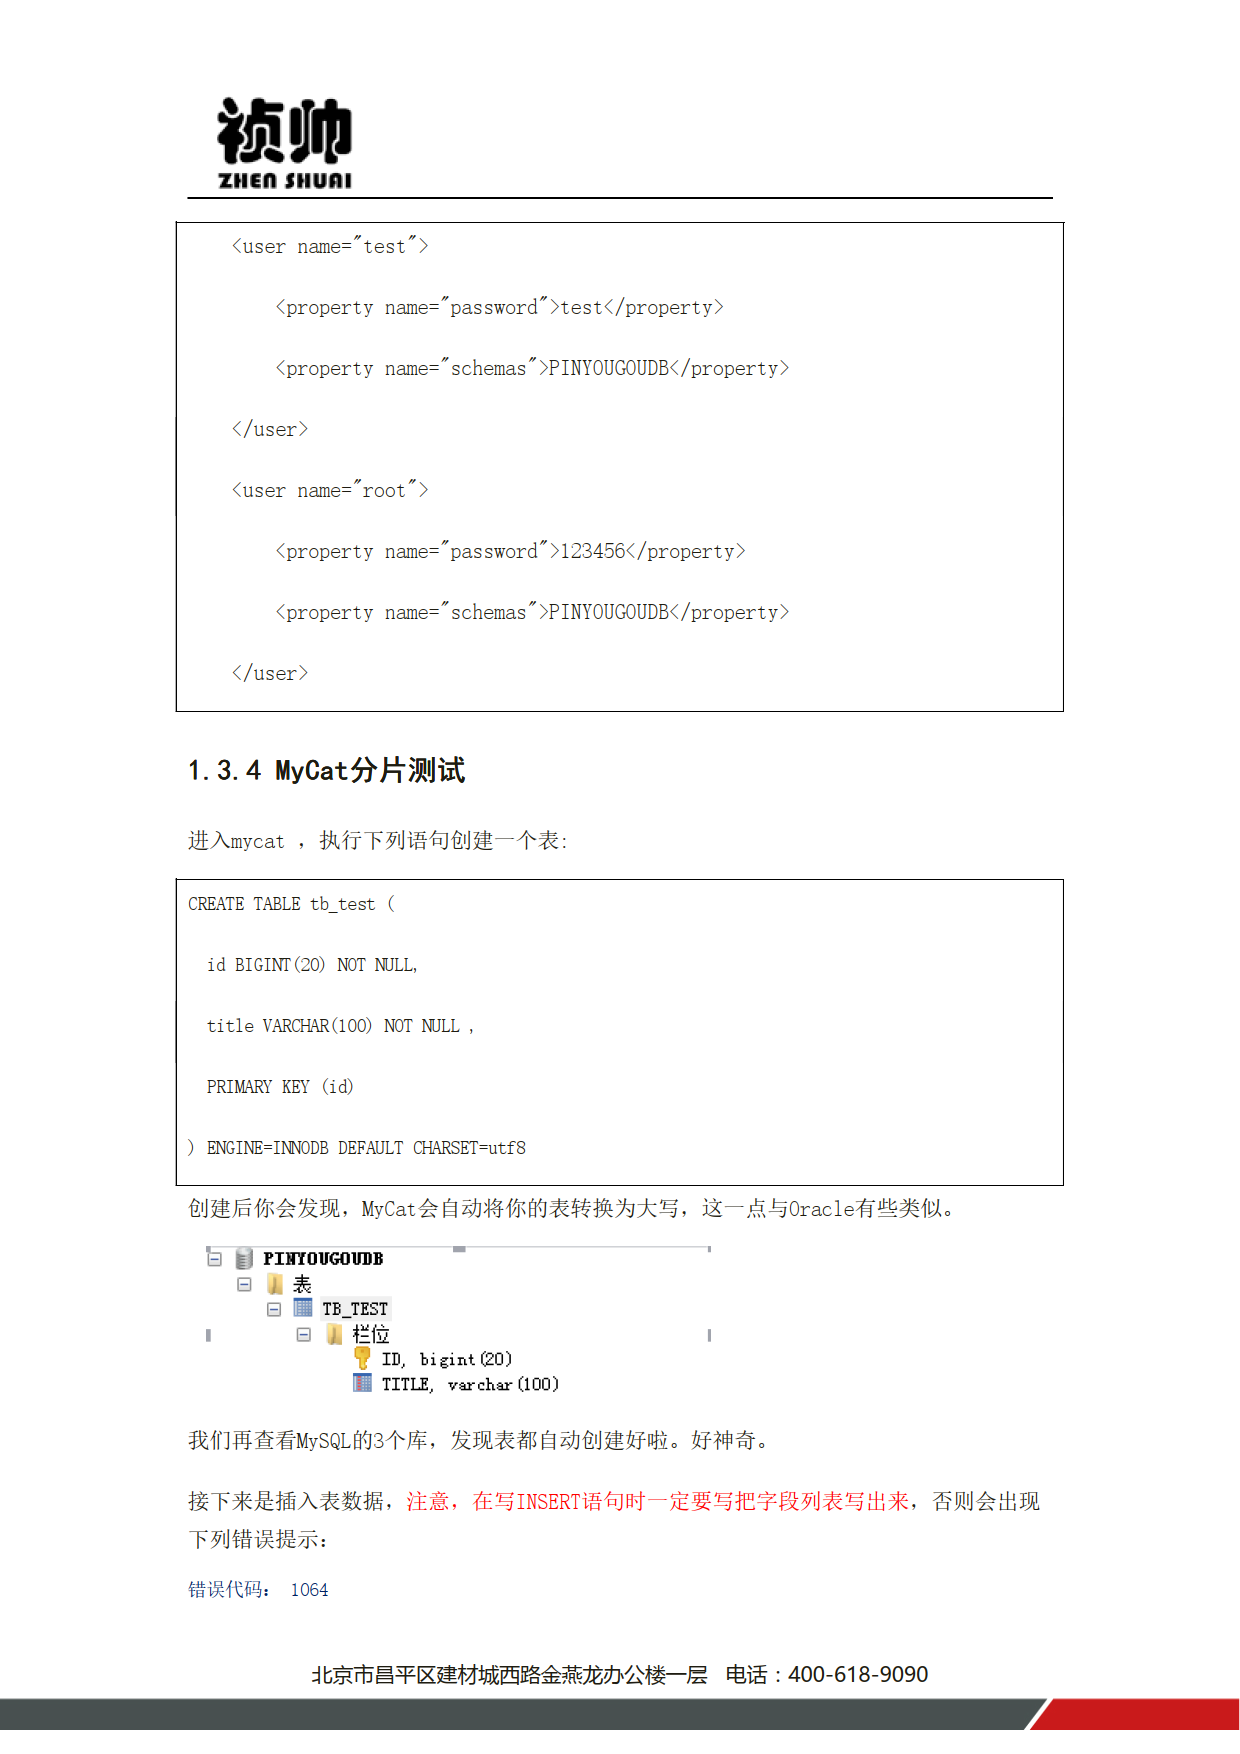 祯帅
ZHEN SHUAI
<user name="test">
<property name="password">test</property>
<property name="schemas">PINYOUGOUDB</property>
</user>
<user name="root">
<property name="password">123456</property>
<property name="schemas">PINYOUGOUDB</property>
</user>
1.3.4 MyCat分片测试
进入mycat ，执行下列语句创建一个表:
CREATE TABLE tb_test (
id BIGINT(20) NOT NULL,
title VARCHAR(100) NOT NULL ,
PRIMARY KEY (id)
) ENGINE=INNODB DEFAULT CHARSET=utf8
创建后你会发现，MyCat会自动将你的表转换为大写，这一点与Oracle有些类似。
PINYOUGOUDB
表
TB_TEST
栏位
ID, bigint(20)
TITLE, varchar(100)
我们再查看MySQL的3个库，发现表都自动创建好啦。好神奇。
接下来是插入表数据，注意，在写INSERT语句时一定要写把字段列表写出来，否则会出现
下列错误提示：
错误代码： 1064
北京市昌平区建材城西路金燕龙办公楼一层 电话：400-618-9090